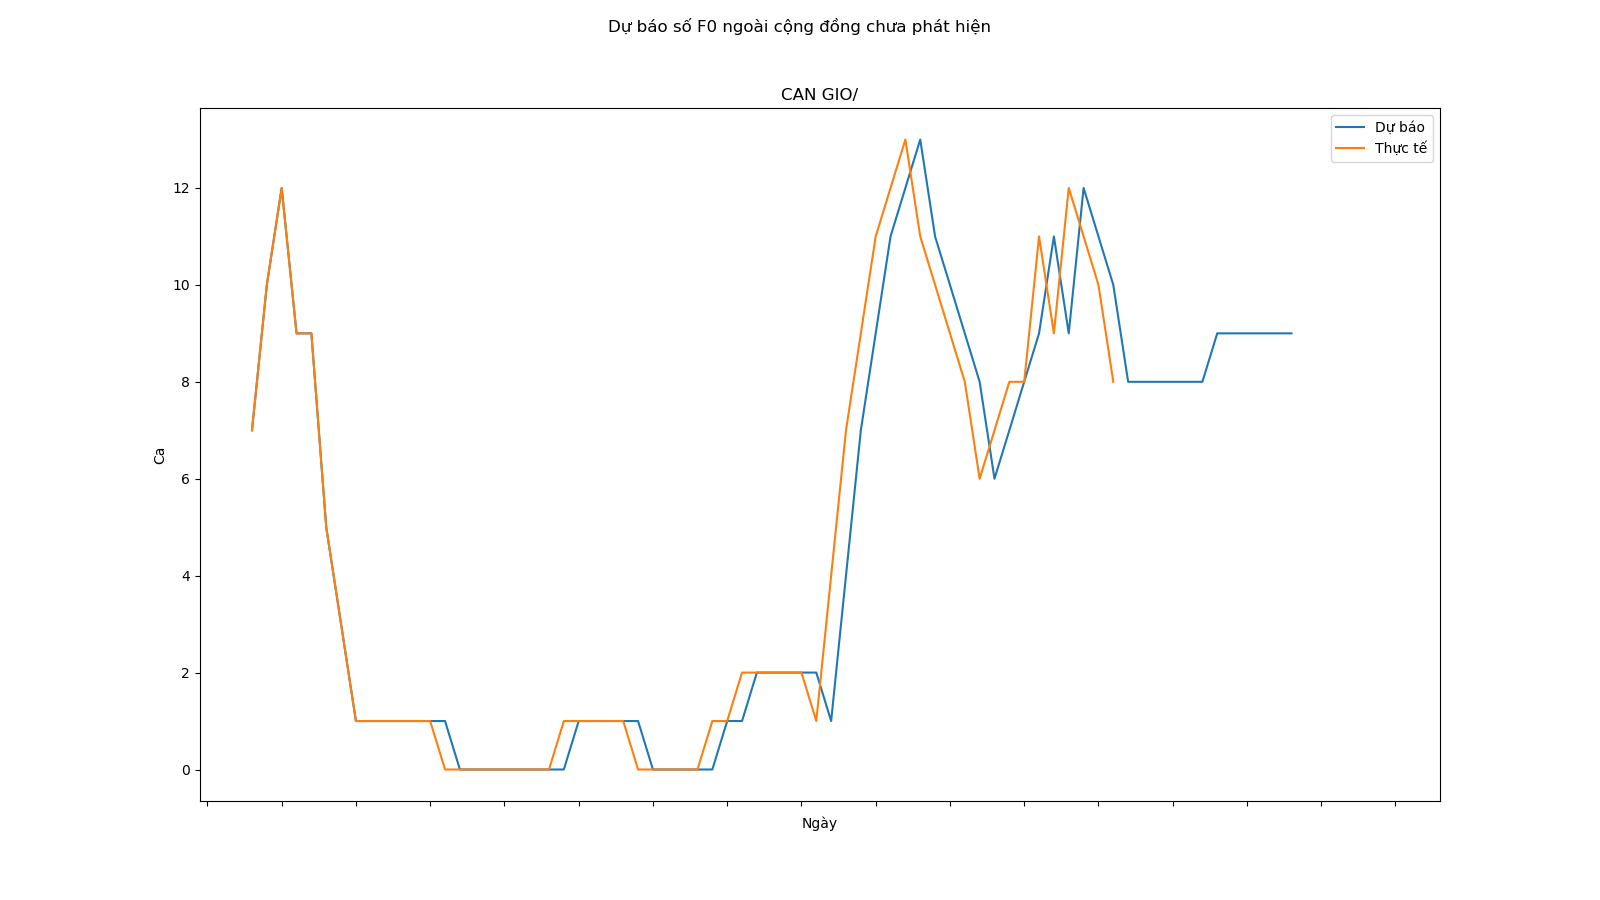 Dự báo số F0 ngoài cộng đồng chưa phát hiện
CAN GIO/
Dự báo
Thực tế
12
10
8
6
4
2
0
Ca
Ngày